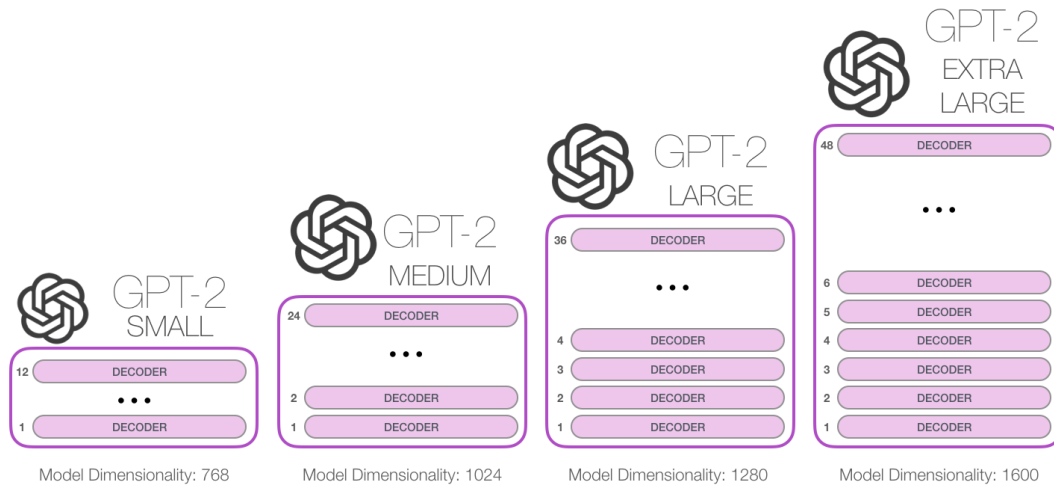 GPT-2
SMALL
12 DECODER
...
1 DECODER
Model Dimensionality: 768
GPT-2
MEDIUM
24 DECODER
...
2 DECODER
1 DECODER
Model Dimensionality: 1024
GPT-2
LARGE
36 DECODER
...
4 DECODER
3 DECODER
2 DECODER
1 DECODER
Model Dimensionality: 1280
GPT-2
EXTRA
LARGE
48 DECODER
...
6 DECODER
5 DECODER
4 DECODER
3 DECODER
2 DECODER
1 DECODER
Model Dimensionality: 1600